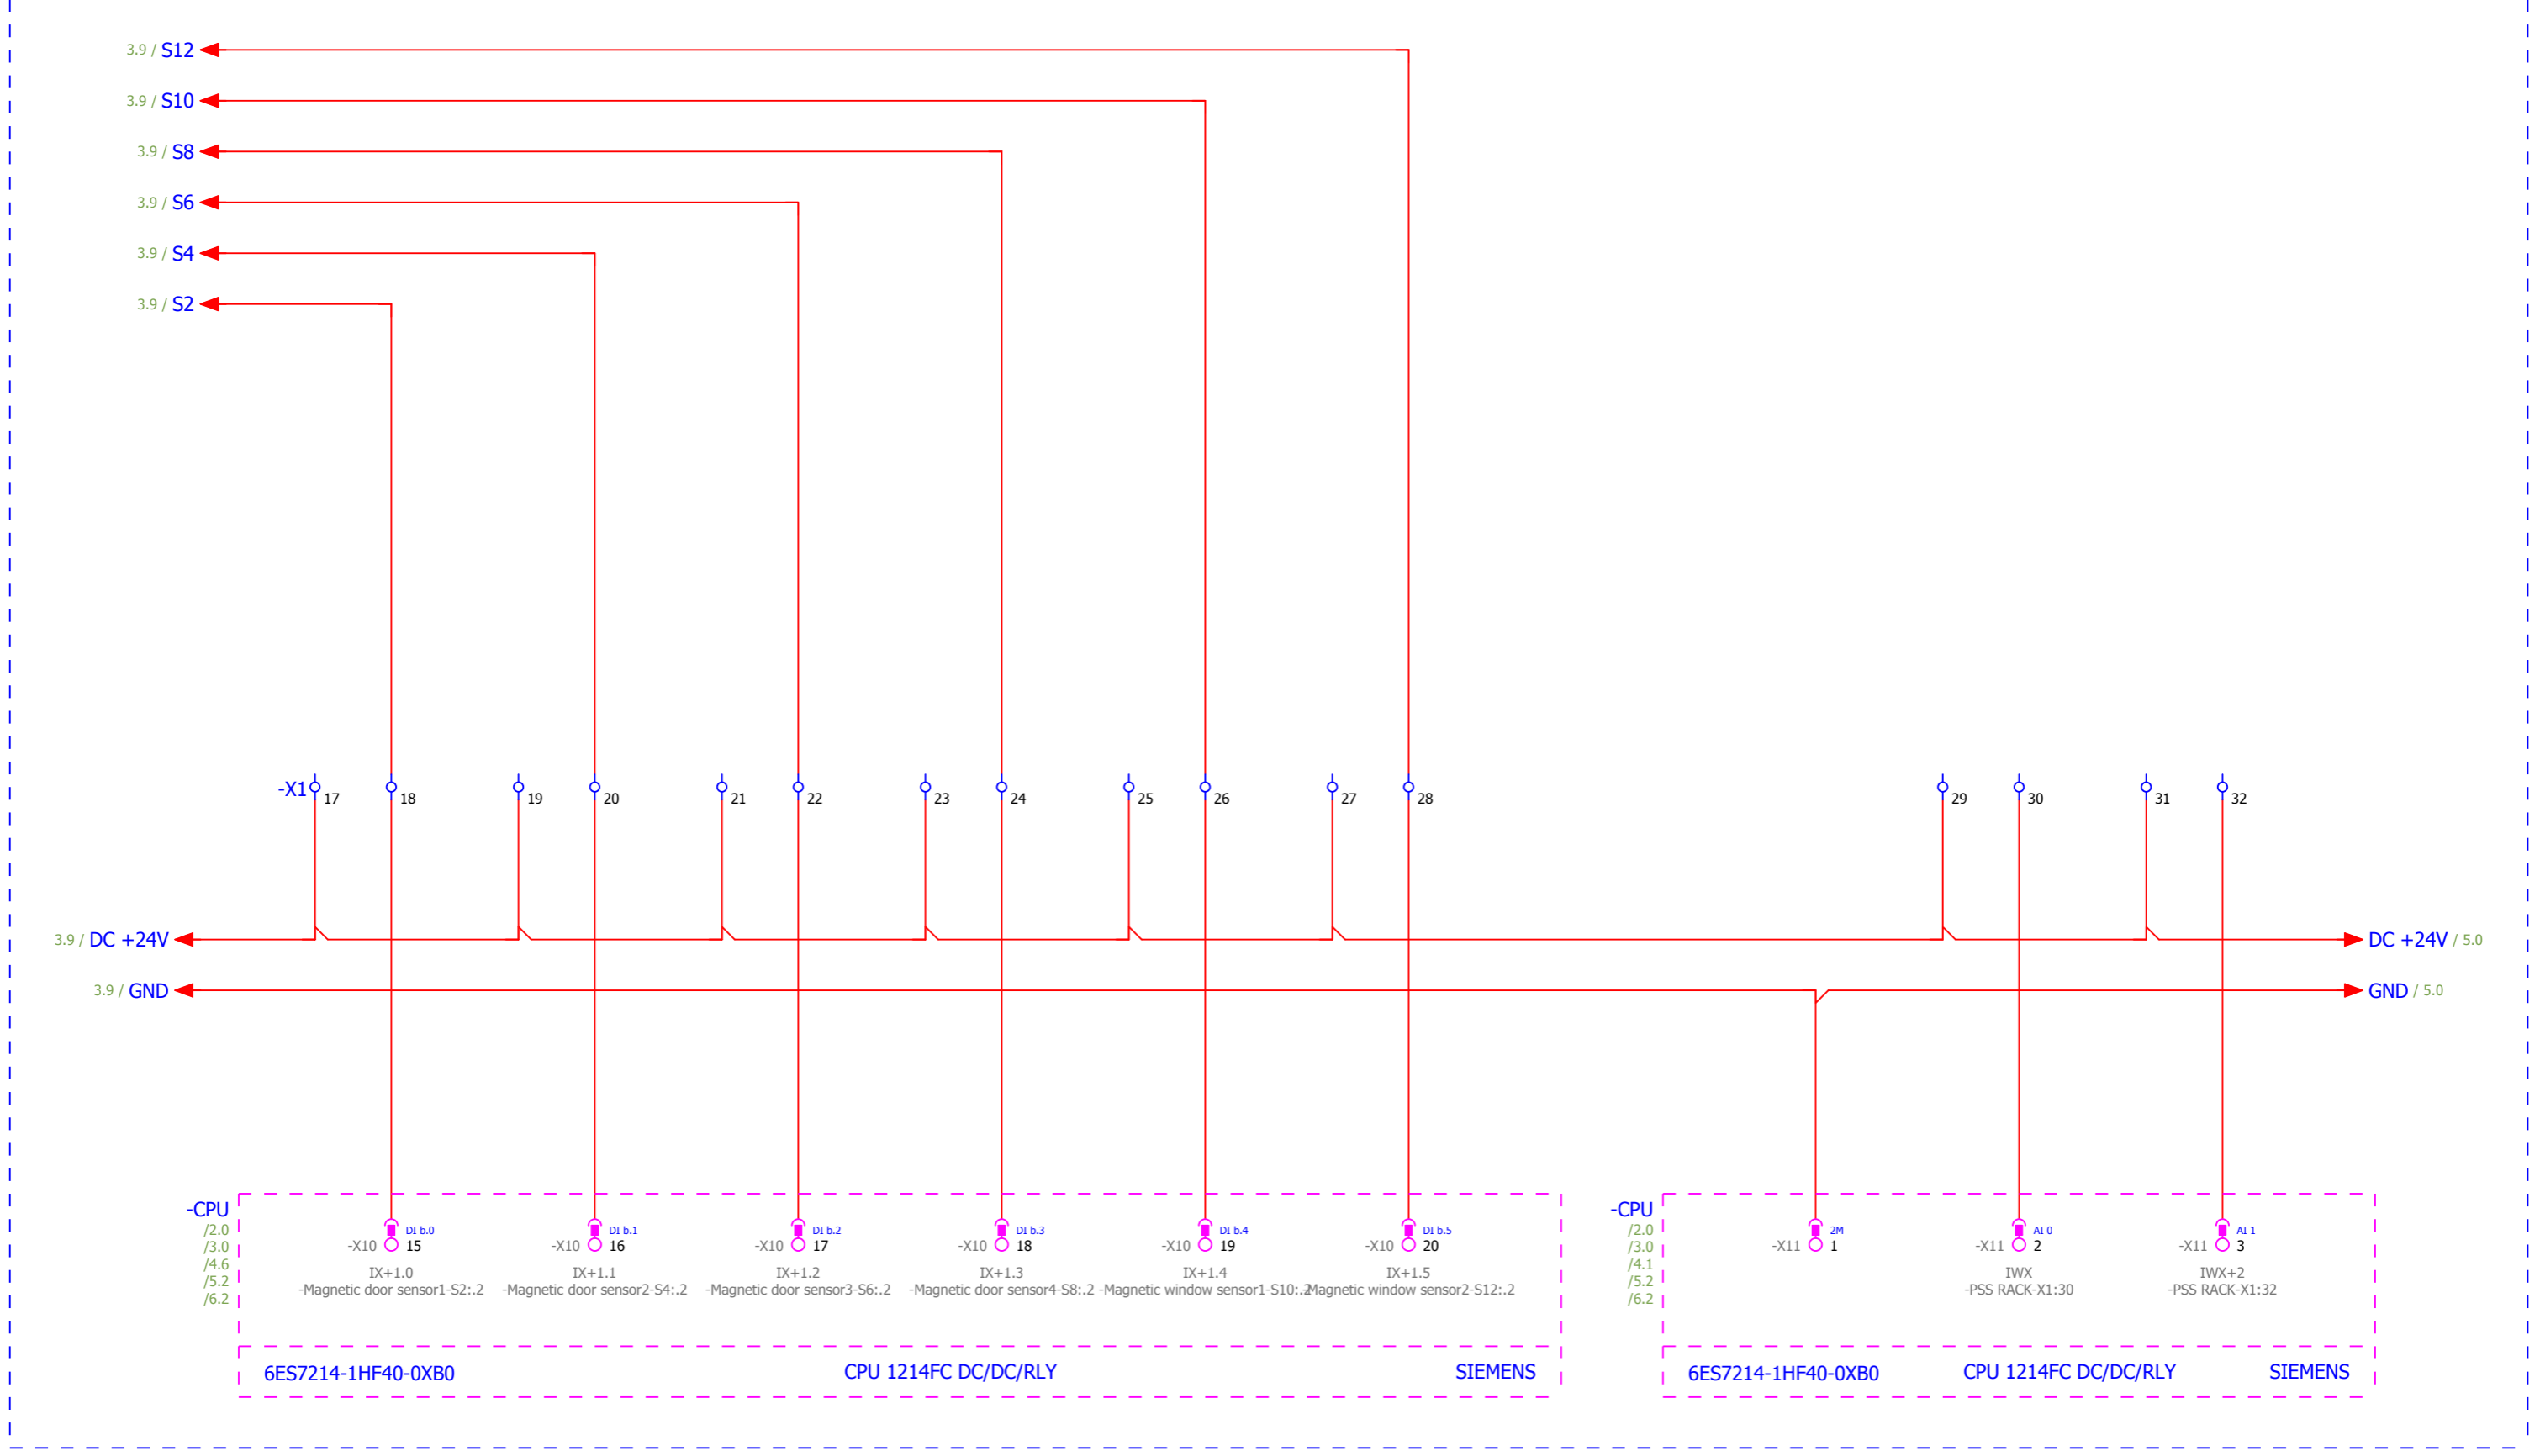 3.9 / S12
3.9 / S10
3.9 / S8
3.9 / S6
3.9 / S4
3.9 / S2
-X1 17 18 19 20 21 22 23 24 25 26 27 28 29 30 31 32
3.9 / DC +24V DC +24V / 5.0
3.9 / GND GND / 5.0
-CPU
/2.0
/3.0
/4.6
/5.2
/6.2
DI b.0 DI b.1 DI b.2 DI b.3 DI b.4 DI b.5
-X10 15 -X10 16 -X10 17 -X10 18 -X10 19 -X10 20
IX+1.0 IX+1.1 IX+1.2 IX+1.3 IX+1.4 IX+1.5
-Magnetic door sensor1-S2:.2 -Magnetic door sensor2-S4:.2 -Magnetic door sensor3-S6:.2 -Magnetic door sensor4-S8:.2 -Magnetic window sensor1-S10:.2 -Magnetic window sensor2-S12:.2
6ES7214-1HF40-0XB0 CPU 1214FC DC/DC/RLY SIEMENS
-CPU
/2.0
/3.0
/4.1
/5.2
/6.2
2M AI 0 AI 1
-X11 1 -X11 2 -X11 3
IWX IWX+2
-PSS RACK-X1:30 -PSS RACK-X1:32
6ES7214-1HF40-0XB0 CPU 1214FC DC/DC/RLY SIEMENS